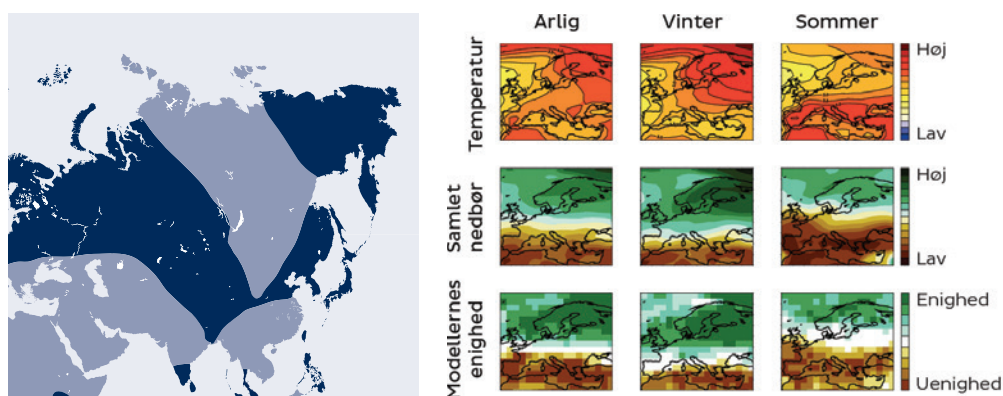 Årlig
Vinter
Sommer
Temperatur
Høj
Lav
Samlet
nedbør
Høj
Lav
Modellernes
enighed
Enighed
Uenighed